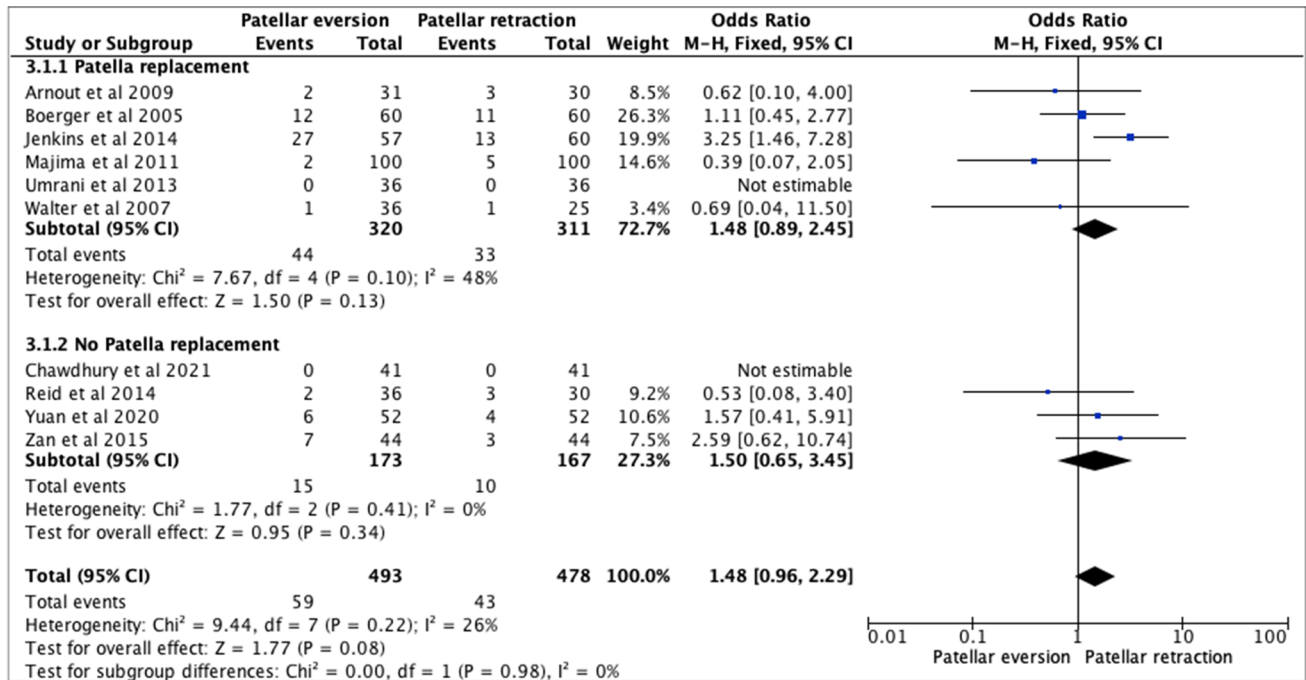 Patellar eversion Patellar retraction Odds Ratio Odds Ratio
Study or Subgroup Events Total Events Total Weight M-H, Fixed, 95% CI M-H, Fixed, 95% CI
3.1.1 Patella replacement
Arnout et al 2009 2 31 3 30 8.5% 0.62 [0.10, 4.00]
Boerger et al 2005 12 60 11 60 26.3% 1.11 [0.45, 2.77]
Jenkins et al 2014 27 57 13 60 19.9% 3.25 [1.46, 7.28]
Majima et al 2011 2 100 5 100 14.6% 0.39 [0.07, 2.05]
Umrani et al 2013 0 36 0 36 Not estimable
Walter et al 2007 1 36 1 25 3.4% 0.69 [0.04, 11.50]
Subtotal (95% CI) 320 311 72.7% 1.48 [0.89, 2.45]
Total events 44 33
Heterogeneity: Chi² = 7.67, df = 4 (P = 0.10); I² = 48%
Test for overall effect: Z = 1.50 (P = 0.13)
3.1.2 No Patella replacement
Chawdhury et al 2021 0 41 0 41 Not estimable
Reid et al 2014 2 36 3 30 9.2% 0.53 [0.08, 3.40]
Yuan et al 2020 6 52 4 52 10.6% 1.57 [0.41, 5.91]
Zan et al 2015 7 44 3 44 7.5% 2.59 [0.62, 10.74]
Subtotal (95% CI) 173 167 27.3% 1.50 [0.65, 3.45]
Total events 15 10
Heterogeneity: Chi² = 1.77, df = 2 (P = 0.41); I² = 0%
Test for overall effect: Z = 0.95 (P = 0.34)
Total (95% CI) 493 478 100.0% 1.48 [0.96, 2.29]
Total events 59 43
Heterogeneity: Chi² = 9.44, df = 7 (P = 0.22); I² = 26%
Test for overall effect: Z = 1.77 (P = 0.08)
Test for subgroup differences: Chi² = 0.00, df = 1 (P = 0.98), I² = 0%
0.01 0.1 1 10 100
Patellar eversion Patellar retraction